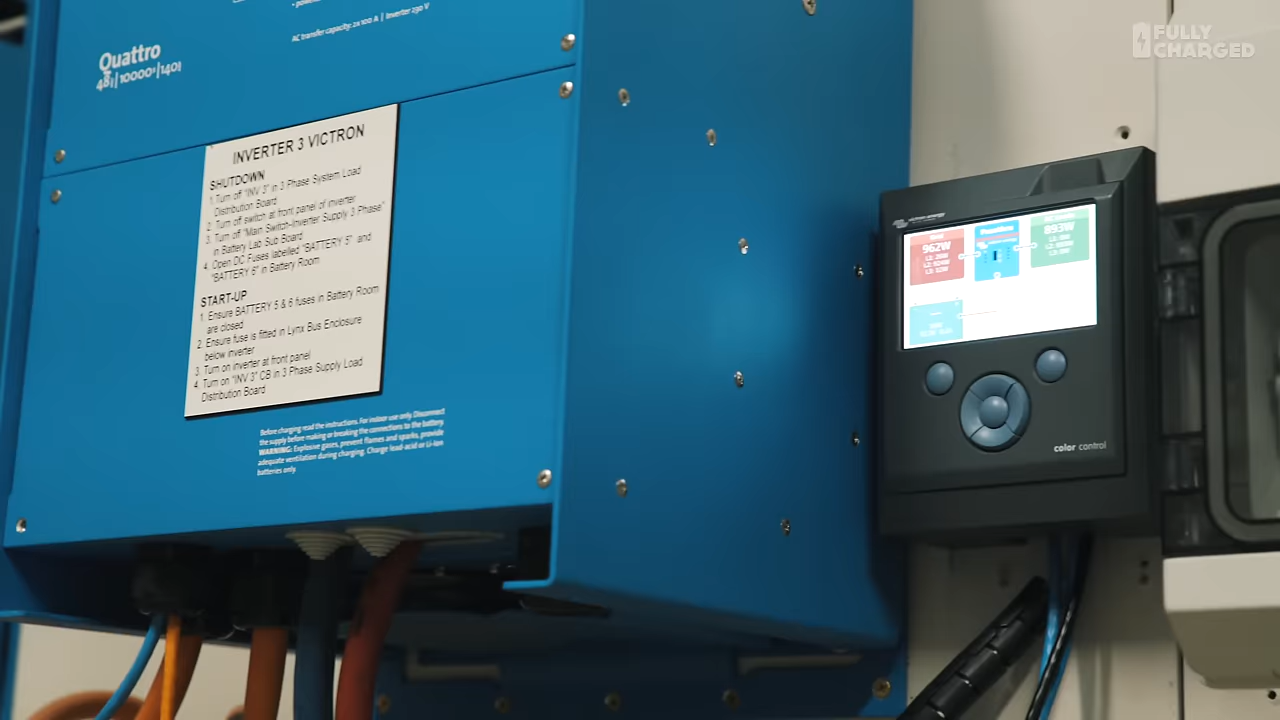 AC transfer capacity: 2x100 A | Inverter 230 V
Quattro
48 | 10000 | 140
INVERTER 3 VICTRON
SHUTDOWN
1. Turn off "INV 3" in 3 Phase System Load
Distribution Board
2. Turn off switch at front panel of inverter
3. Turn off "Main Switch-Inverter Supply 3 Phase"
in Battery Lab Sub Board
4. Open DC Fuses labelled "BATTERY 5" and
"BATTERY 6" in Battery Room
START-UP
1. Ensure BATTERY 5 & 6 fuses in Battery Room
are closed
2. Ensure fuse is fitted in Lynx Bus Enclosure
below inverter
3. Turn on inverter at front panel
4. Turn on "INV 3" CB in 3 Phase Supply Load
Distribution Board
Before charging read the instructions. For indoor use only. Disconnect
the supply before making or breaking the connections to the battery.
WARNING: Explosive gases, prevent flames and sparks, provide
adequate ventilation during charging. Charge lead-acid or Li-Ion
batteries only.
victron energy
962W
893W
color control
FULLY
CHARGED